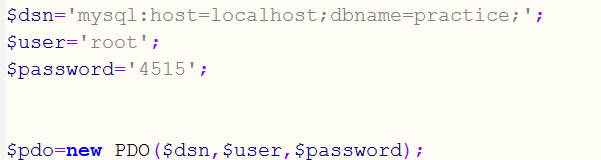 $dsn='mysql:host=localhost;dbname=practice;';
$user='root';
$password='4515';
$pdo=new PDO($dsn,$user,$password);